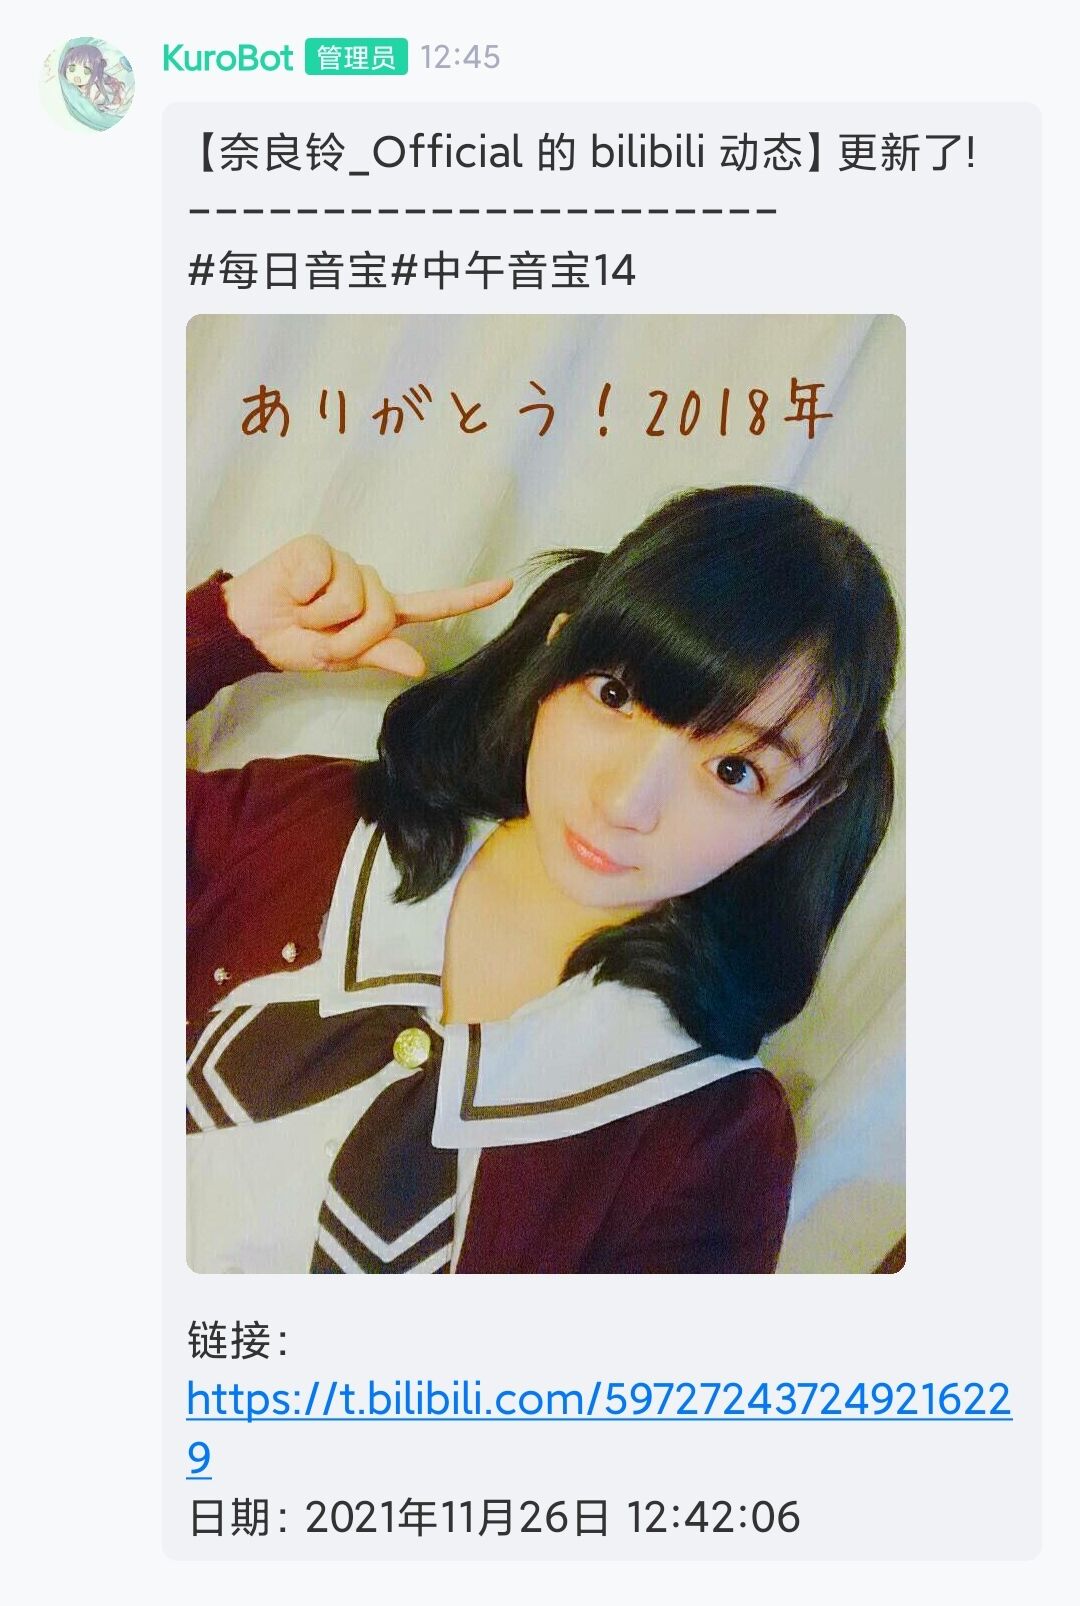 KuroBot 管理员 12:45
【奈良铃_Official 的 bilibili 动态】更新了!
----------------------
#每日音宝#中午音宝14
ありがとう！2018年
链接：
https://t.bilibili.com/59727243724921622
9
日期：2021年11月26日 12:42:06